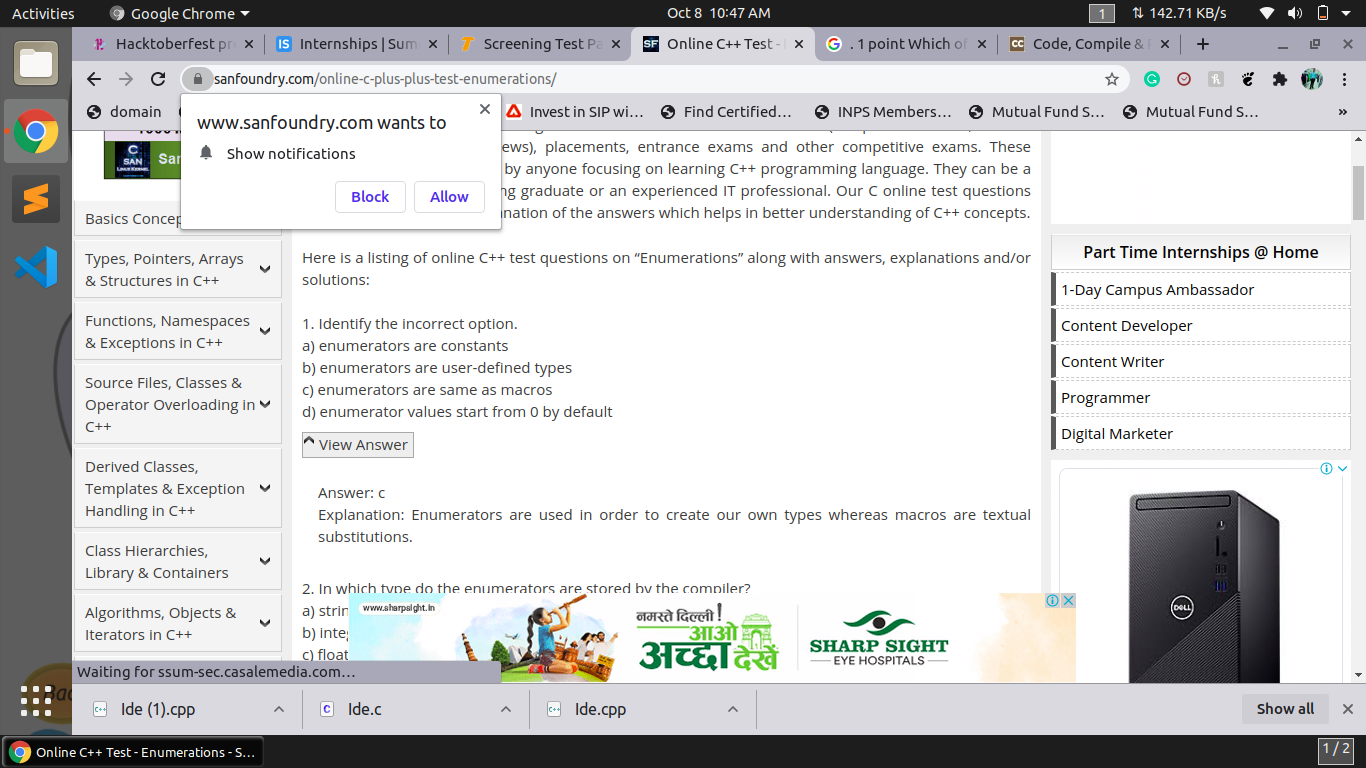 Activities
Google Chrome
Oct 8 10:47 AM
1
142.71 KB/s
Hacktoberfest pr
Internships | Sum
Screening Test Pa
Online C++ Test -
. 1 point Which of
Code, Compile &
sanfoundry.com/online-c-plus-plus-test-enumerations/
domain
Invest in SIP wi...
Find Certified...
INPS Members...
Mutual Fund S...
Mutual Fund S...
»
www.sanfoundry.com wants to
Show notifications
Block
Allow
ews), placements, entrance exams and other competitive exams. These
by anyone focusing on learning C++ programming language. They can be a
ng graduate or an experienced IT professional. Our C online test questions
nation of the answers which helps in better understanding of C++ concepts.
C
SAN
LINUX KERNEL
San
Basics Concep
Types, Pointers, Arrays
& Structures in C++
Functions, Namespaces
& Exceptions in C++
Source Files, Classes &
Operator Overloading in
C++
Derived Classes,
Templates & Exception
Handling in C++
Class Hierarchies,
Library & Containers
Algorithms, Objects &
Iterators in C++
Here is a listing of online C++ test questions on “Enumerations” along with answers, explanations and/or
solutions:
1. Identify the incorrect option.
a) enumerators are constants
b) enumerators are user-defined types
c) enumerators are same as macros
d) enumerator values start from 0 by default
View Answer
Answer: c
Explanation: Enumerators are used in order to create our own types whereas macros are textual
substitutions.
2. In which type do the enumerators are stored by the compiler?
a) strin
b) integ
c) float
www.sharpsight.in
नमस्ते दिल्ली!
आओ
अच्छा देखें
SHARP SIGHT
EYE HOSPITALS
Part Time Internships @ Home
1-Day Campus Ambassador
Content Developer
Content Writer
Programmer
Digital Marketer
DELL
Waiting for ssum-sec.casalemedia.com...
Ide (1).cpp
Ide.c
Ide.cpp
Show all
Online C++ Test - Enumerations - S...
1 / 2